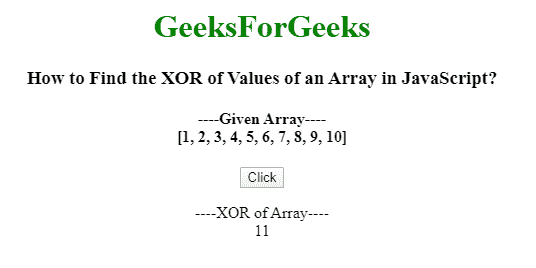 GeeksForGeeks
How to Find the XOR of Values of an Array in JavaScript?
----Given Array----
[1, 2, 3, 4, 5, 6, 7, 8, 9, 10]
Click
----XOR of Array----
11